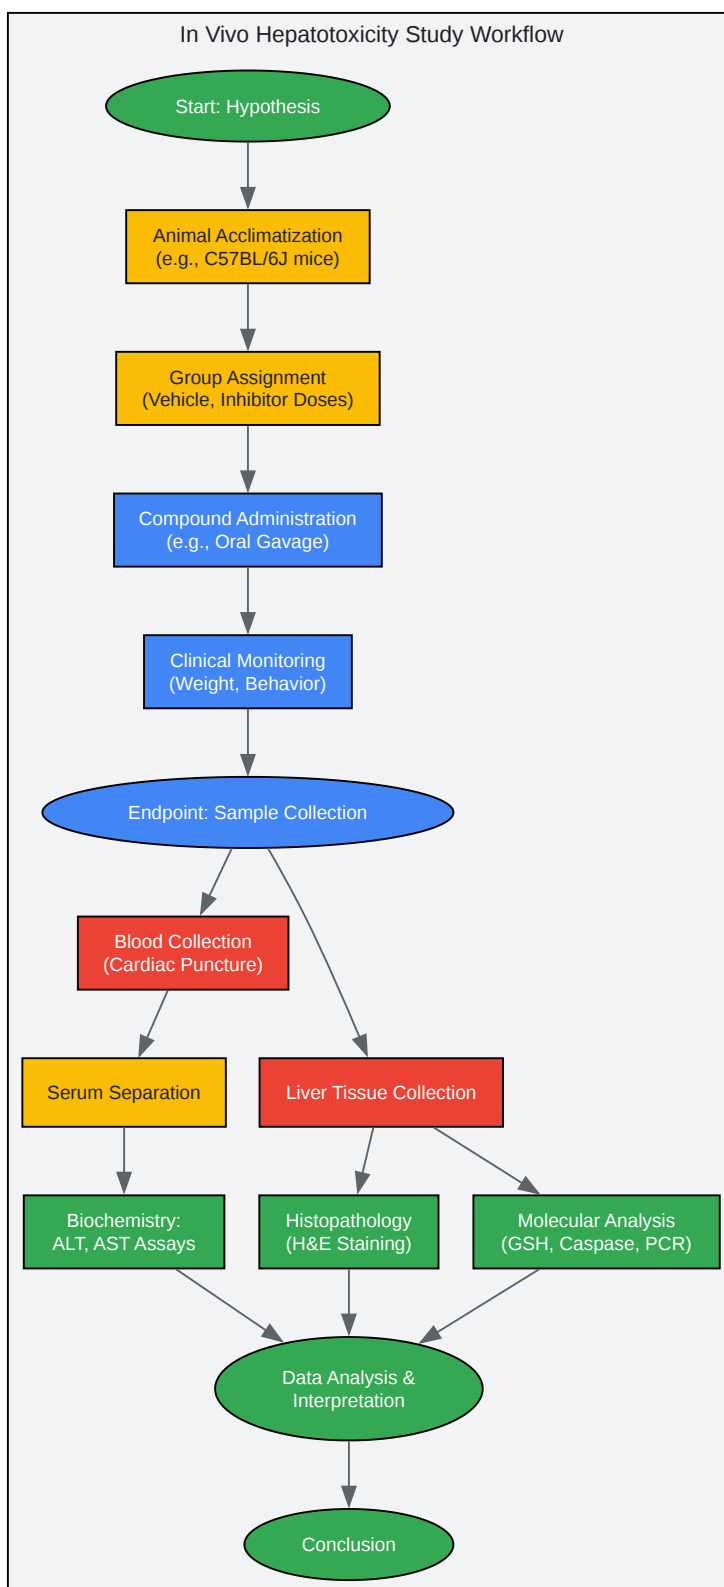 In Vivo Hepatotoxicity Study Workflow
Start: Hypothesis
Animal Acclimatization
(e.g., C57BL/6J mice)
Group Assignment
(Vehicle, Inhibitor Doses)
Compound Administration
(e.g., Oral Gavage)
Clinical Monitoring
(Weight, Behavior)
Endpoint: Sample Collection
Blood Collection
(Cardiac Puncture)
Serum Separation
Liver Tissue Collection
Biochemistry:
ALT, AST Assays
Histopathology
(H&E Staining)
Molecular Analysis
(GSH, Caspase, PCR)
Data Analysis &
Interpretation
Conclusion